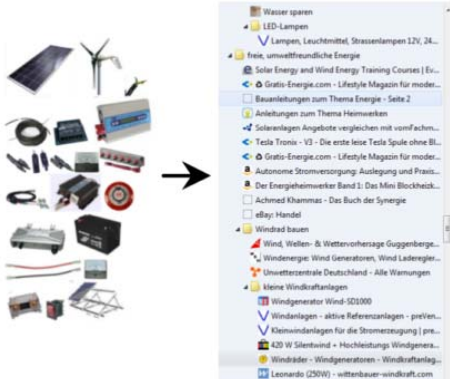 Wasser sparen
LED-Lampen
Lampen, Leuchtmittel, Strassenlampen 12V, 24...
freie, umweltfreundliche Energie
Solar Energy and Wind Energy Training Courses | Ev...
Gratis-Energie.com - Lifestyle Magazin für moder...
Bauanleitungen zum Thema Energie - Seite 2
Anleitungen zum Thema Heimwerken
Solaranlagen Angebote vergleichen mit vomFachm...
Tesla Tronix - V3 - Die erste leise Tesla Spule ohne Bl...
Gratis-Energie.com - Lifestyle Magazin für moder...
Autonome Stromversorgung: Auslegung und Praxis...
Der Energieheimwerker Band 1: Das Mini Blockheizk...
Achmed Khammas - Das Buch der Synergie
eBay: Handel
Windrad bauen
Wind, Wellen- & Wettervorhersage Guggenberge...
Windenergie: Wind Generatoren, Wind Laderegler...
Unwetterzentrale Deutschland - Alle Warnungen
kleine Windkraftanlagen
Windgenerator Wind-SD1000
Windanlagen - aktive Referenzanlagen - preVen...
Kleinwindanlagen für die Stromerzeugung | pre...
420 W Silentwind + Hochleistungs Windgenera...
Windräder - Windgeneratoren - Windkraftanlag...
Leonardo (250W) - wittenbauer-windkraft.com